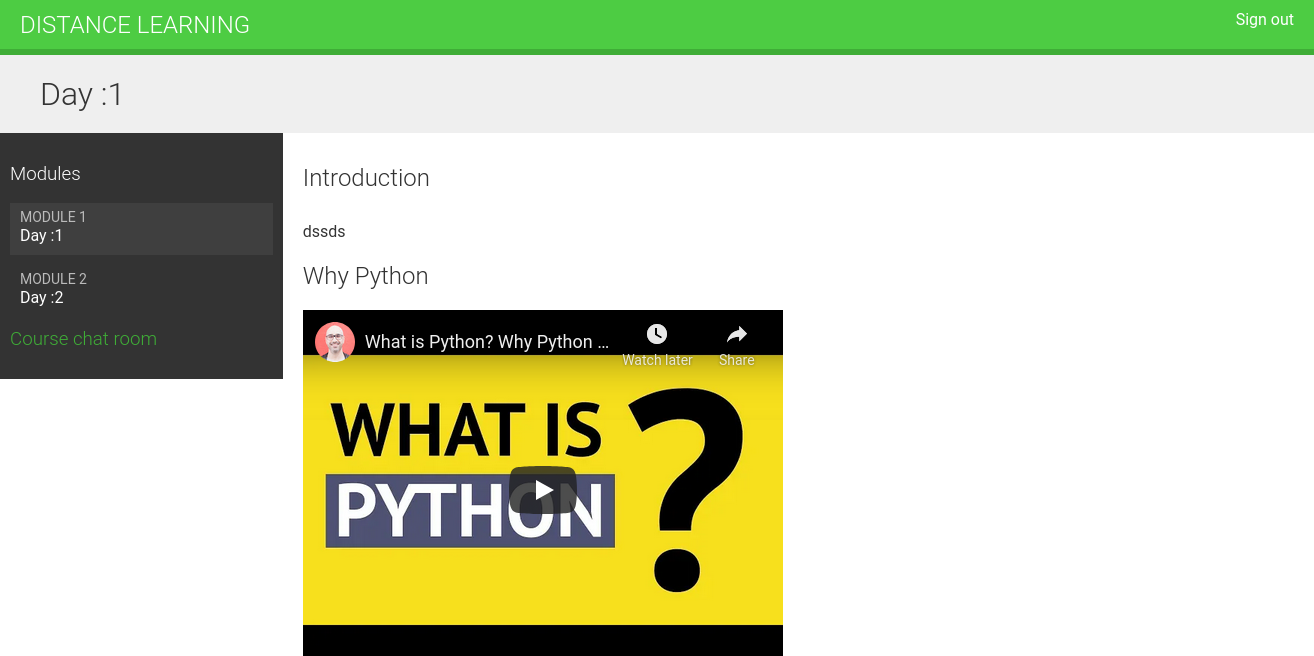 DISTANCE LEARNING
Sign out
Day :1
Modules
MODULE 1
Day :1
MODULE 2
Day :2
Course chat room
Introduction
dssds
Why Python
What is Python? Why Python ...
Watch later
Share
WHAT IS
PYTHON
?